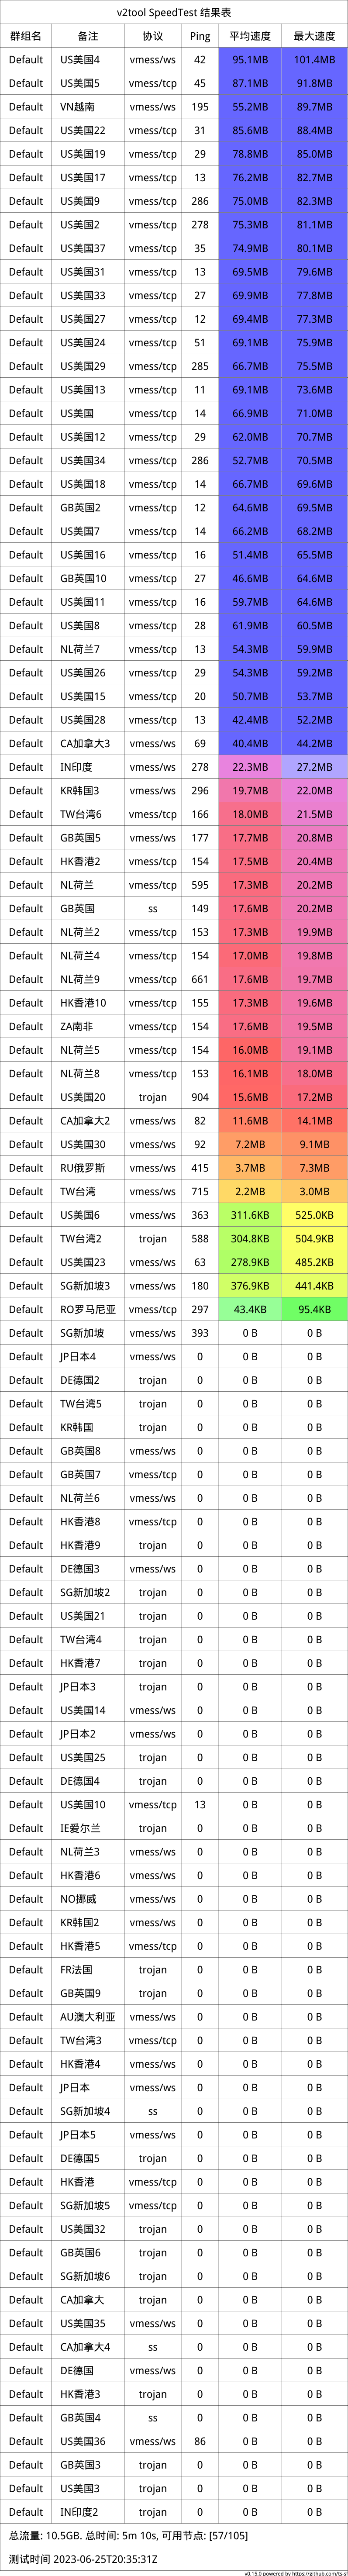 v2tool SpeedTest 结果表
群组名 备注 协议 Ping 平均速度 最大速度
Default US美国4 vmess/ws 42 95.1MB 101.4MB
Default US美国5 vmess/tcp 45 87.1MB 91.8MB
Default VN越南 vmess/ws 195 55.2MB 89.7MB
Default US美国22 vmess/tcp 31 85.6MB 88.4MB
Default US美国19 vmess/tcp 29 78.8MB 85.0MB
Default US美国17 vmess/tcp 13 76.2MB 82.7MB
Default US美国9 vmess/tcp 286 75.0MB 82.3MB
Default US美国2 vmess/tcp 278 75.3MB 81.1MB
Default US美国37 vmess/tcp 35 74.9MB 80.1MB
Default US美国31 vmess/tcp 13 69.5MB 79.6MB
Default US美国33 vmess/tcp 27 69.9MB 77.8MB
Default US美国27 vmess/tcp 12 69.4MB 77.3MB
Default US美国24 vmess/tcp 51 69.1MB 75.9MB
Default US美国29 vmess/tcp 285 66.7MB 75.5MB
Default US美国13 vmess/tcp 11 69.1MB 73.6MB
Default US美国 vmess/tcp 14 66.9MB 71.0MB
Default US美国12 vmess/tcp 29 62.0MB 70.7MB
Default US美国34 vmess/tcp 286 52.7MB 70.5MB
Default US美国18 vmess/tcp 14 66.7MB 69.6MB
Default GB英国2 vmess/tcp 12 64.6MB 69.5MB
Default US美国7 vmess/tcp 14 66.2MB 68.2MB
Default US美国16 vmess/tcp 16 51.4MB 65.5MB
Default GB英国10 vmess/tcp 27 46.6MB 64.6MB
Default US美国11 vmess/tcp 16 59.7MB 64.6MB
Default US美国8 vmess/tcp 28 61.9MB 60.5MB
Default NL荷兰7 vmess/tcp 13 54.3MB 59.9MB
Default US美国26 vmess/tcp 29 54.3MB 59.2MB
Default US美国15 vmess/tcp 20 50.7MB 53.7MB
Default US美国28 vmess/tcp 13 42.4MB 52.2MB
Default CA加拿大3 vmess/ws 69 40.4MB 44.2MB
Default IN印度 vmess/ws 278 22.3MB 27.2MB
Default KR韩国3 vmess/ws 296 19.7MB 22.0MB
Default TW台湾6 vmess/tcp 166 18.0MB 21.5MB
Default GB英国5 vmess/ws 177 17.7MB 20.8MB
Default HK香港2 vmess/tcp 154 17.5MB 20.4MB
Default NL荷兰 vmess/tcp 595 17.3MB 20.2MB
Default GB英国 ss 149 17.6MB 20.2MB
Default NL荷兰2 vmess/tcp 153 17.3MB 19.9MB
Default NL荷兰4 vmess/tcp 154 17.0MB 19.8MB
Default NL荷兰9 vmess/tcp 661 17.6MB 19.7MB
Default HK香港10 vmess/tcp 155 17.3MB 19.6MB
Default ZA南非 vmess/tcp 154 17.6MB 19.5MB
Default NL荷兰5 vmess/tcp 154 16.0MB 19.1MB
Default NL荷兰8 vmess/tcp 153 16.1MB 18.0MB
Default US美国20 trojan 904 15.6MB 17.2MB
Default CA加拿大2 vmess/ws 82 11.6MB 14.1MB
Default US美国30 vmess/ws 92 7.2MB 9.1MB
Default RU俄罗斯 vmess/ws 415 3.7MB 7.3MB
Default TW台湾 vmess/ws 715 2.2MB 3.0MB
Default US美国6 vmess/ws 363 311.6KB 525.0KB
Default TW台湾2 trojan 588 304.8KB 504.9KB
Default US美国23 vmess/ws 63 278.9KB 485.2KB
Default SG新加坡3 vmess/ws 180 376.9KB 441.4KB
Default RO罗马尼亚 vmess/tcp 297 43.4KB 95.4KB
Default SG新加坡 vmess/ws 393 0 B 0 B
Default JP日本4 vmess/ws 0 0 B 0 B
Default DE德国2 trojan 0 0 B 0 B
Default TW台湾5 trojan 0 0 B 0 B
Default KR韩国 trojan 0 0 B 0 B
Default GB英国8 vmess/ws 0 0 B 0 B
Default GB英国7 vmess/tcp 0 0 B 0 B
Default NL荷兰6 vmess/ws 0 0 B 0 B
Default HK香港8 vmess/tcp 0 0 B 0 B
Default HK香港9 trojan 0 0 B 0 B
Default DE德国3 vmess/ws 0 0 B 0 B
Default SG新加坡2 trojan 0 0 B 0 B
Default US美国21 trojan 0 0 B 0 B
Default TW台湾4 trojan 0 0 B 0 B
Default HK香港7 trojan 0 0 B 0 B
Default JP日本3 trojan 0 0 B 0 B
Default US美国14 vmess/ws 0 0 B 0 B
Default JP日本2 vmess/ws 0 0 B 0 B
Default US美国25 trojan 0 0 B 0 B
Default DE德国4 trojan 0 0 B 0 B
Default US美国10 vmess/tcp 13 0 B 0 B
Default IE爱尔兰 trojan 0 0 B 0 B
Default NL荷兰3 vmess/ws 0 0 B 0 B
Default HK香港6 vmess/ws 0 0 B 0 B
Default NO挪威 vmess/ws 0 0 B 0 B
Default KR韩国2 vmess/ws 0 0 B 0 B
Default HK香港5 vmess/tcp 0 0 B 0 B
Default FR法国 trojan 0 0 B 0 B
Default GB英国9 trojan 0 0 B 0 B
Default AU澳大利亚 vmess/ws 0 0 B 0 B
Default TW台湾3 vmess/tcp 0 0 B 0 B
Default HK香港4 vmess/ws 0 0 B 0 B
Default JP日本 vmess/ws 0 0 B 0 B
Default SG新加坡4 ss 0 0 B 0 B
Default JP日本5 vmess/ws 0 0 B 0 B
Default DE德国5 trojan 0 0 B 0 B
Default HK香港 vmess/tcp 0 0 B 0 B
Default SG新加坡5 vmess/tcp 0 0 B 0 B
Default US美国32 trojan 0 0 B 0 B
Default GB英国6 trojan 0 0 B 0 B
Default SG新加坡6 trojan 0 0 B 0 B
Default CA加拿大 trojan 0 0 B 0 B
Default US美国35 vmess/ws 0 0 B 0 B
Default CA加拿大4 ss 0 0 B 0 B
Default DE德国 vmess/ws 0 0 B 0 B
Default HK香港3 trojan 0 0 B 0 B
Default GB英国4 ss 0 0 B 0 B
Default US美国36 vmess/ws 86 0 B 0 B
Default GB英国3 trojan 0 0 B 0 B
Default US美国3 trojan 0 0 B 0 B
Default IN印度2 trojan 0 0 B 0 B
总流量: 10.5GB. 总时间: 5m 10s, 可用节点: [57/105]
测试时间 2023-06-25T20:35:31Z
v0.15.0 powered by https://github.com/ts-sf